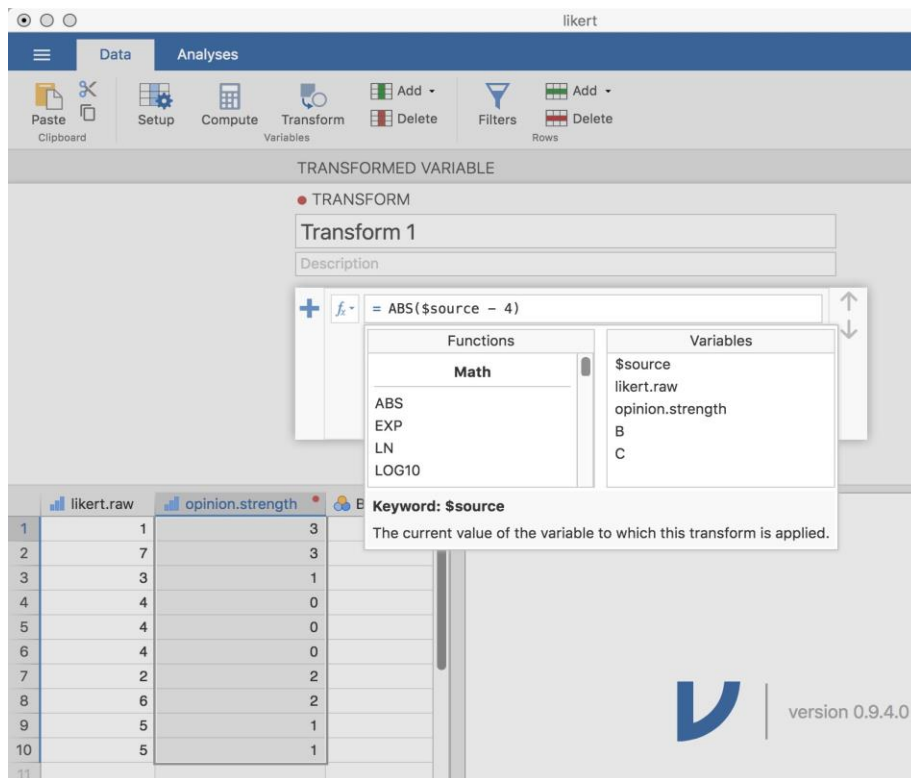 likert
Data Analyses
Paste Setup Compute Transform Add Delete Filters Add Delete
Clipboard Variables Rows
TRANSFORMED VARIABLE
TRANSFORM
Transform 1
Description
fx = ABS($source − 4)
Functions Variables
Math
ABS
EXP
LN
LOG10
$source
likert.raw
opinion.strength
B
C
Keyword: $source
The current value of the variable to which this transform is applied.
likert.raw opinion.strength B
1 1 3
2 7 3
3 3 1
4 4 0
5 4 0
6 4 0
7 2 2
8 6 2
9 5 1
10 5 1
11
version 0.9.4.0